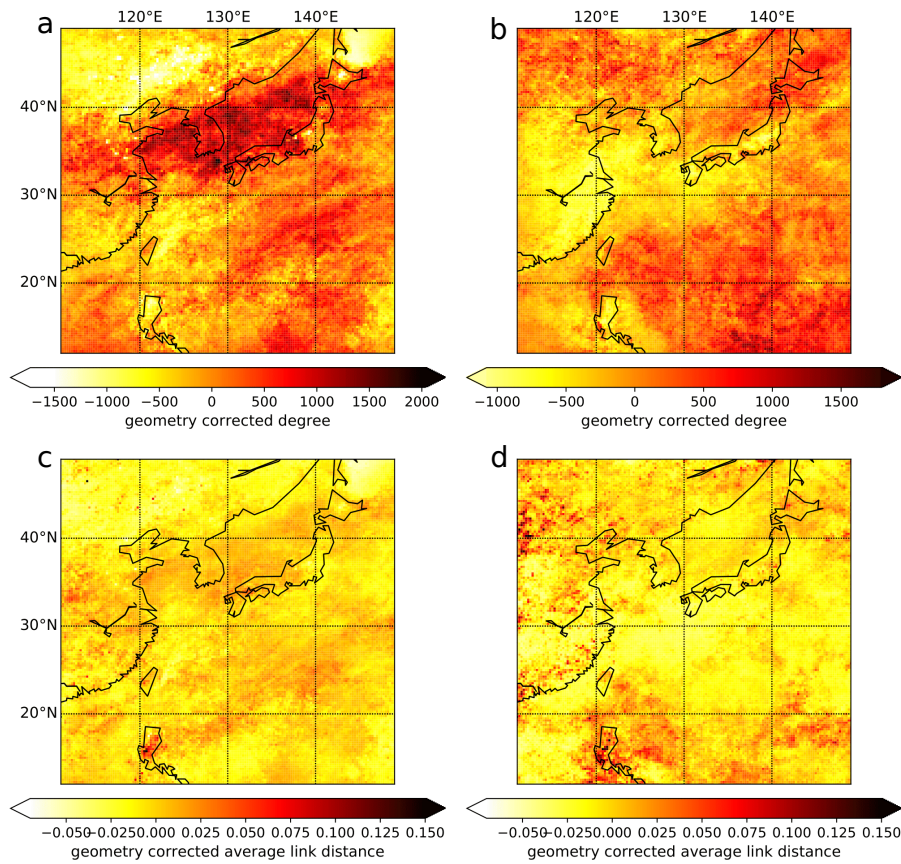 a
120°E 130°E 140°E
40°N
30°N
20°N
−1500 −1000 −500 0 500 1000 1500 2000
geometry corrected degree
b
120°E 130°E 140°E
−1000 −500 0 500 1000 1500
geometry corrected degree
c
40°N
30°N
20°N
−0.050 −0.025 0.000 0.025 0.050 0.075 0.100 0.125 0.150
geometry corrected average link distance
d
−0.050 −0.025 0.000 0.025 0.050 0.075 0.100 0.125 0.150
geometry corrected average link distance